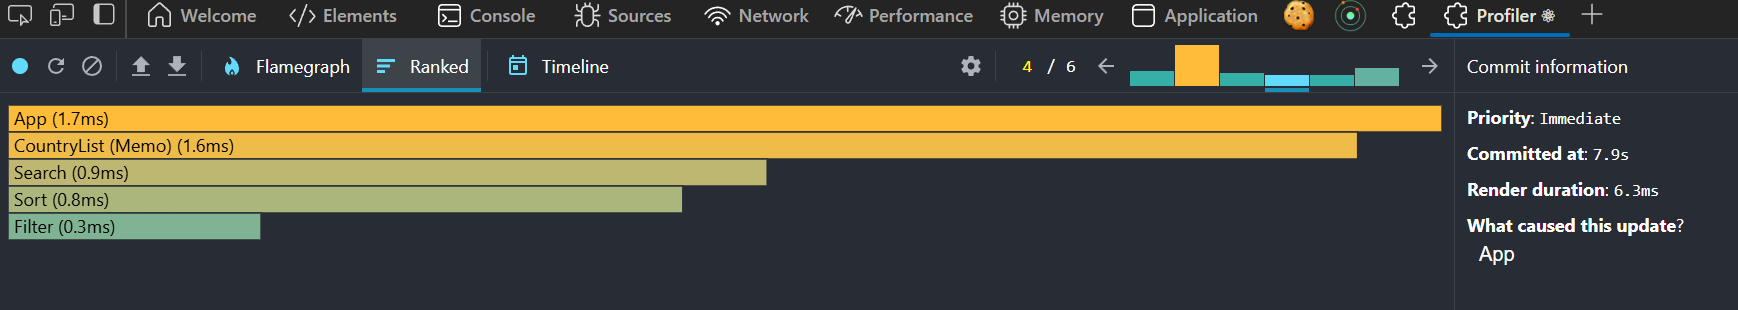 Welcome Elements Console Sources Network Performance Memory Application Profiler
Flamegraph Ranked Timeline 4 / 6 Commit information
App (1.7ms)
CountryList (Memo) (1.6ms)
Search (0.9ms)
Sort (0.8ms)
Filter (0.3ms)
Priority: Immediate
Committed at: 7.9s
Render duration: 6.3ms
What caused this update?
App